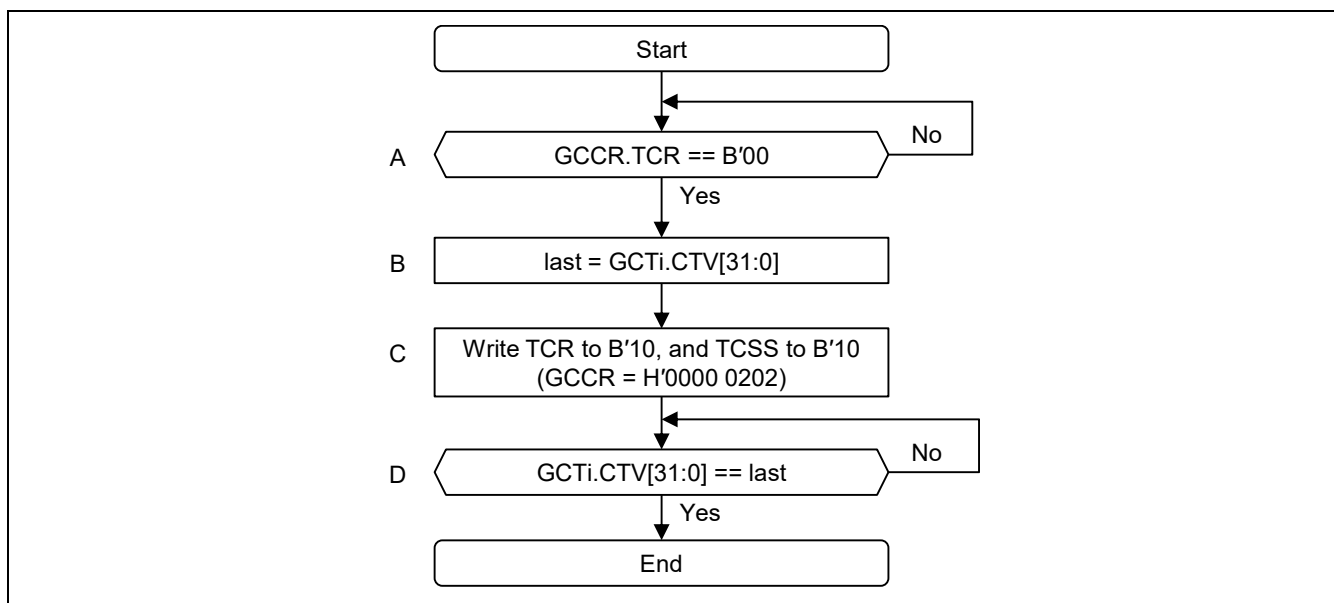 Start
No
A
GCCR.TCR == B′00
Yes
B
last = GCTi.CTV[31:0]
C
Write TCR to B′10, and TCSS to B′10
(GCCR = H′0000 0202)
No
D
GCTi.CTV[31:0] == last
Yes
End